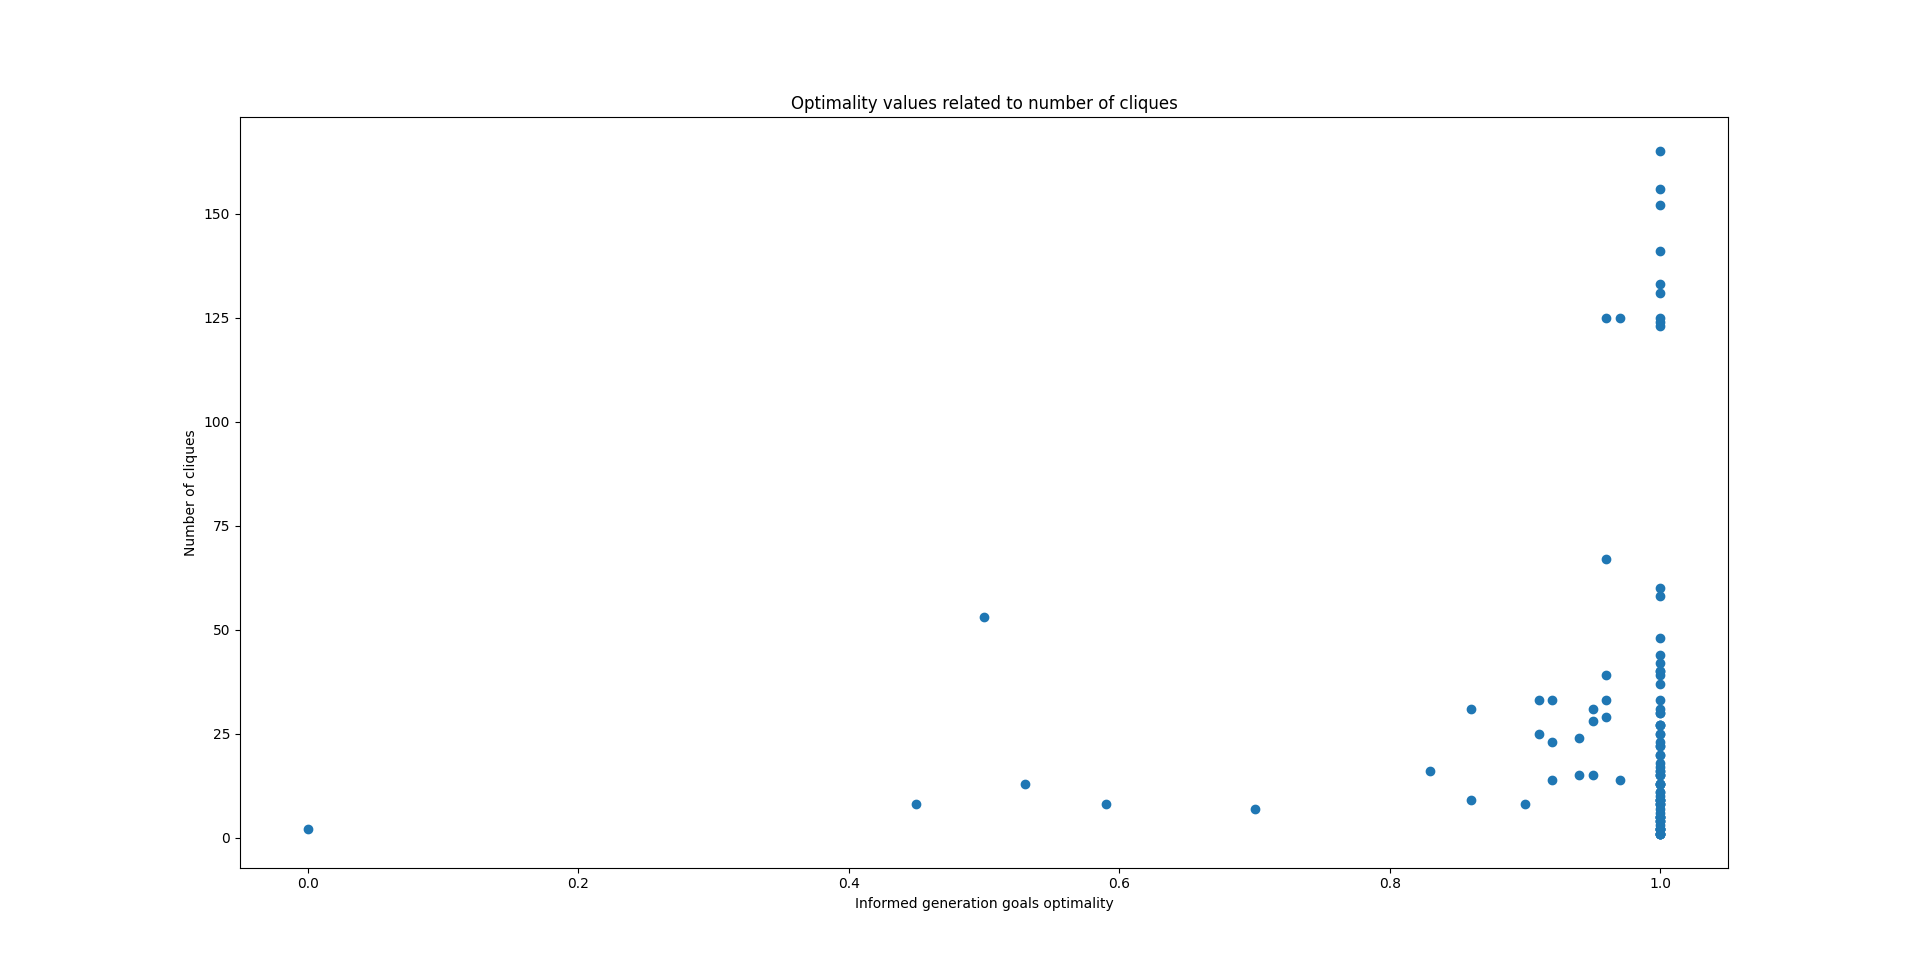 Optimality values related to number of cliques
150
125
100
75
50
25
0
Number of cliques
0.0 0.2 0.4 0.6 0.8 1.0
Informed generation goals optimality